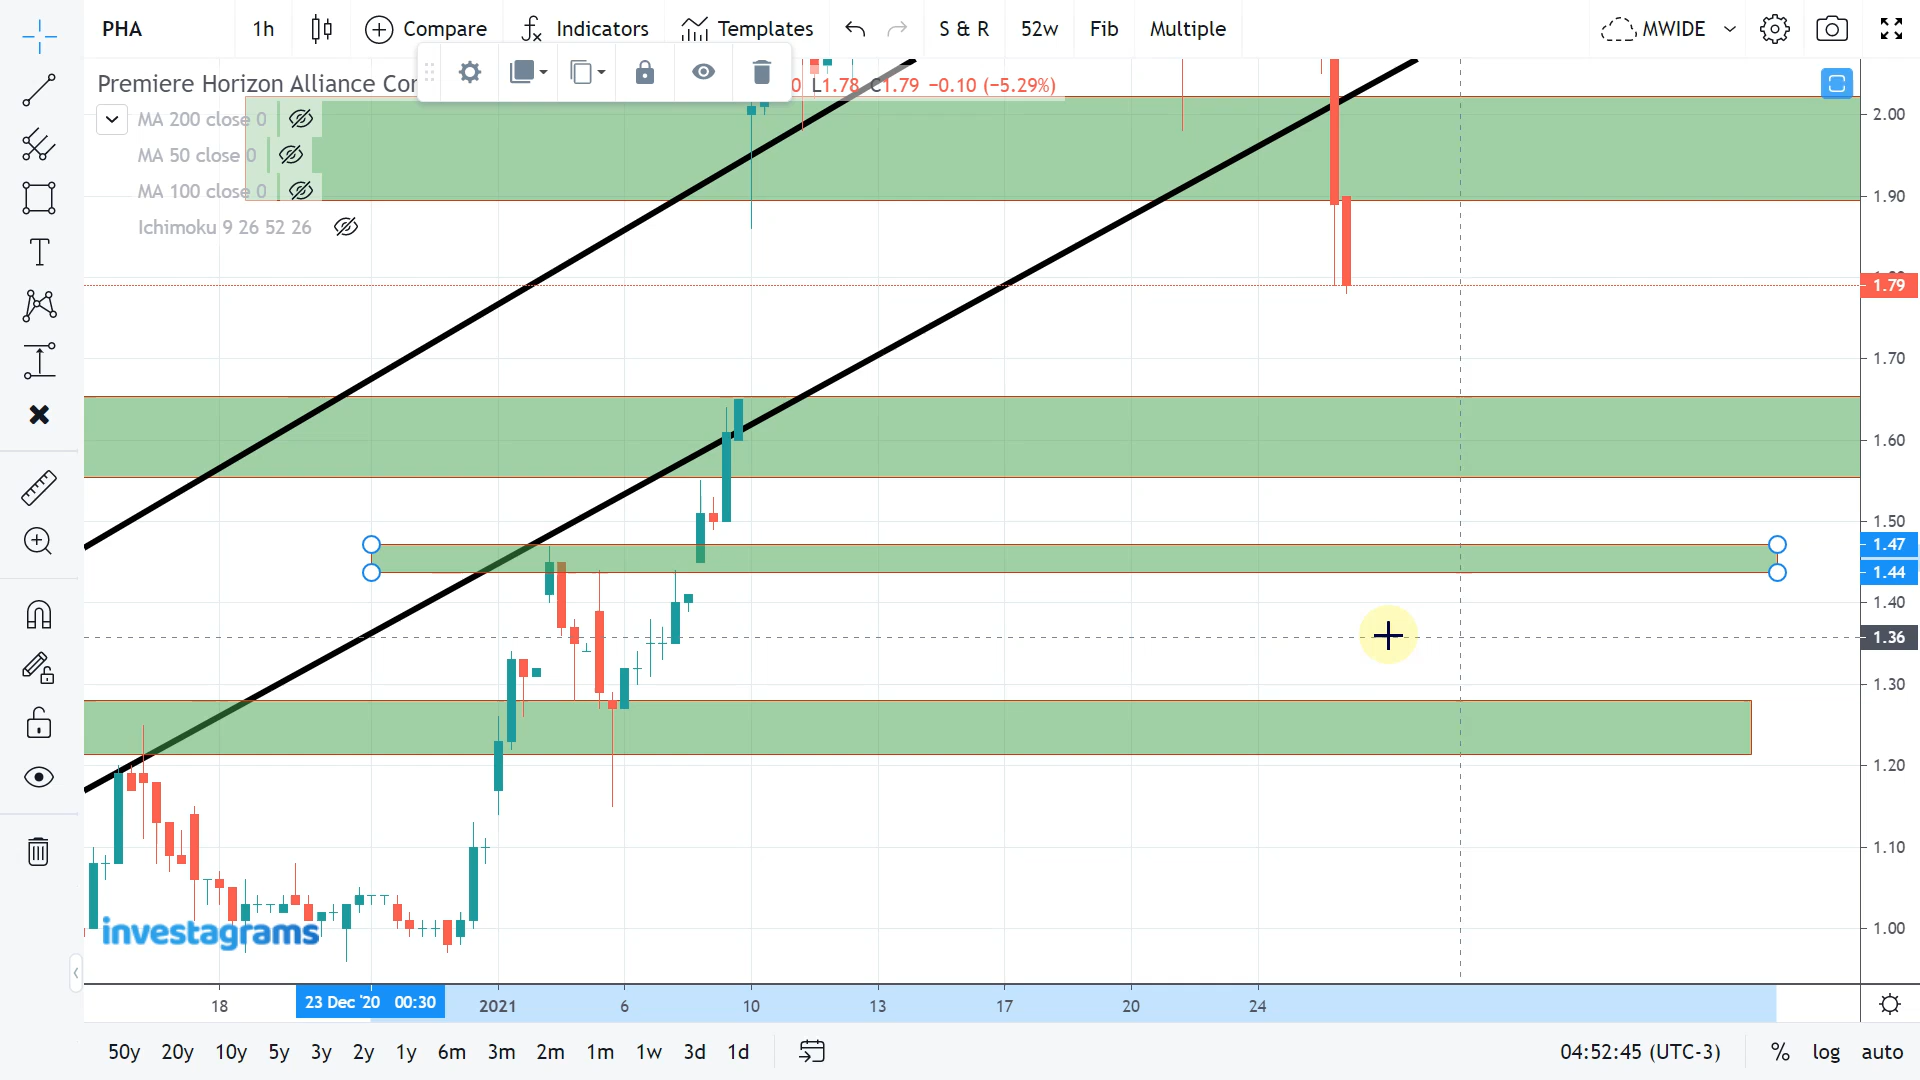 PHA
1h
Compare
Indicators
Templates
S & R
52w
Fib
Multiple
MWIDE
Premiere Horizon Alliance Cor
0 L1.78 C1.79 −0.10 (−5.29%)
MA 200 close 0
MA 50 close 0
MA 100 close 0
Ichimoku 9 26 52 26
2.00
1.90
1.79
1.70
1.60
1.50
1.47
1.44
1.40
1.36
1.30
1.20
1.10
1.00
investagrams
18
23 Dec '20 00:30
2021
6
10
13
17
20
24
50y 20y 10y 5y 3y 2y 1y 6m 3m 2m 1m 1w 3d 1d
04:52:45 (UTC-3)
% log auto